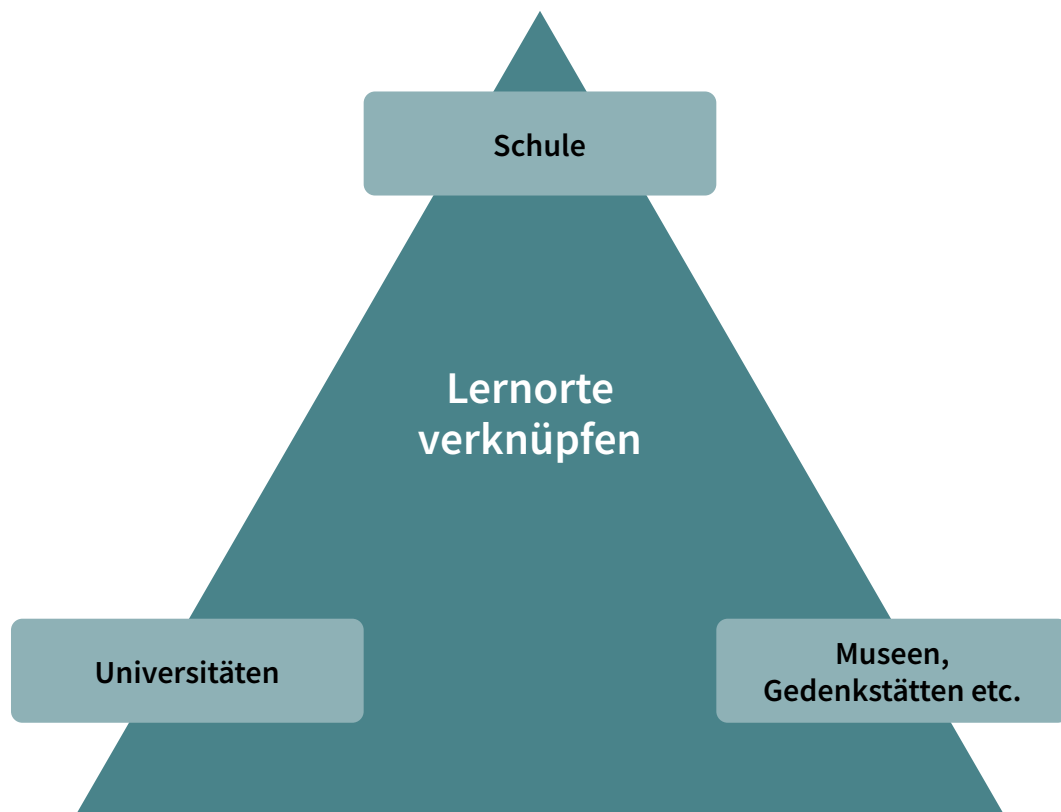 Schule
Lernorte
verknüpfen
Universitäten
Museen,
Gedenkstätten etc.